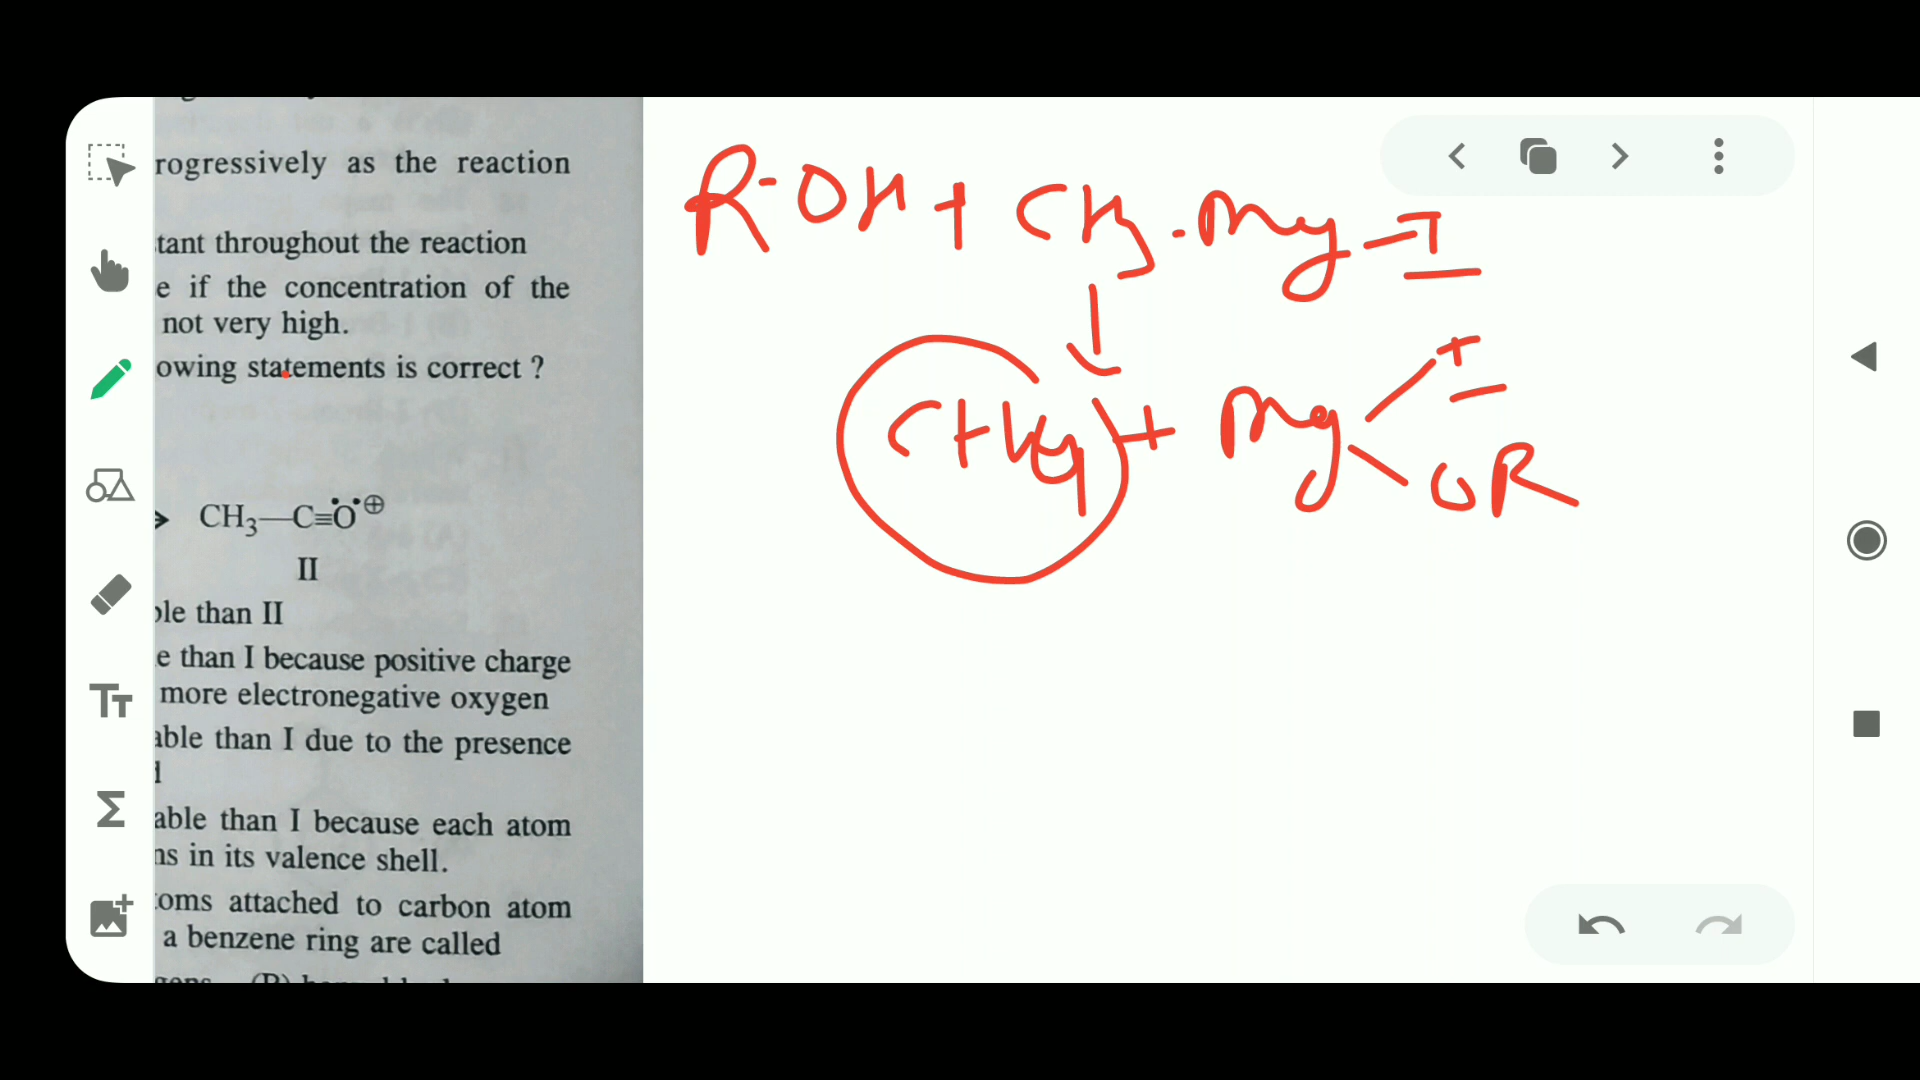 rogressively as the reaction
tant throughout the reaction
e if the concentration of the
not very high.
owing statements is correct ?
CH₃—C≡O⊕
II
ble than II
e than I because positive charge
more electronegative oxygen
able than I due to the presence
d
able than I because each atom
ns in its valence shell.
toms attached to carbon atom
a benzene ring are called
R-OH + CH₃-Mg-I
CH₄ + Mg I
OR
Tт
Σ